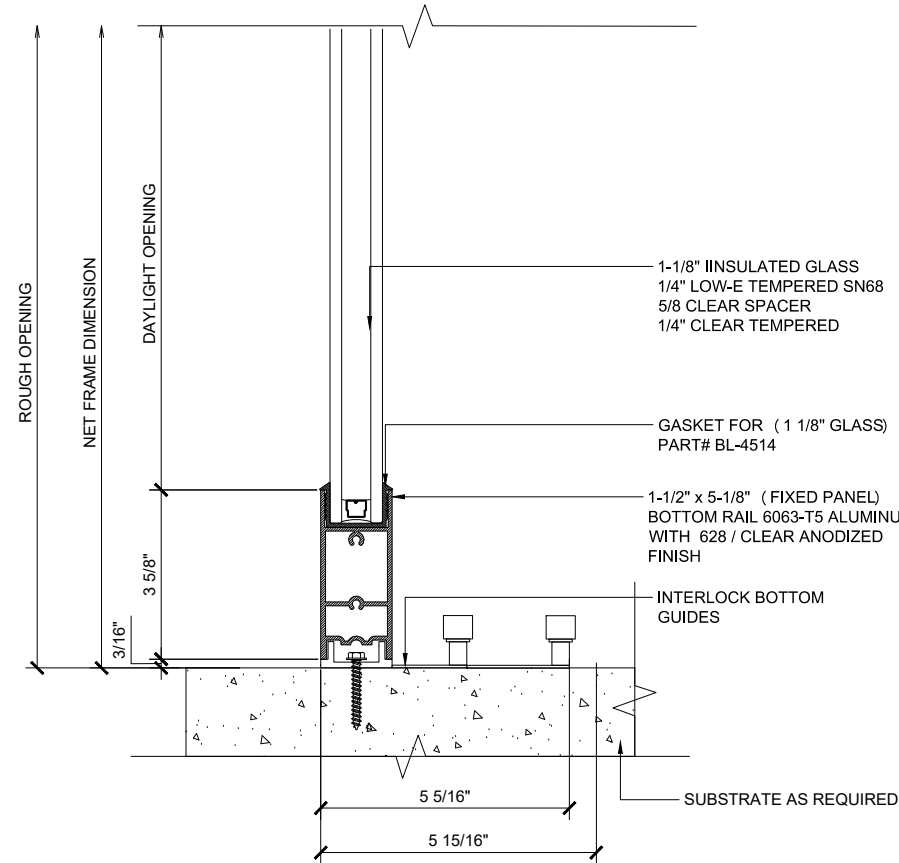 ROUGH OPENING
NET FRAME DIMENSION
DAYLIGHT OPENING
1-1/8" IINSULATED GLASS
1/4" LOW-E TEMPERED SN68
5/8 CLEAR SPACER
1/4" CLEAR TEMPERED
GASKET FOR ( 1 1/8" GLASS)
PART# BL-4514
1-1/2" x 5-1/8" ( FIXED PANEL)
BOTTOM RAIL 6063-T5 ALUMINU
WITH 628 / CLEAR ANODIZED
FINISH
3 5/8"
INTERLOCK BOTTOM
GUIDES
3/16"
5 5/16"
SUBSTRATE AS REQUIRED
5 15/16"